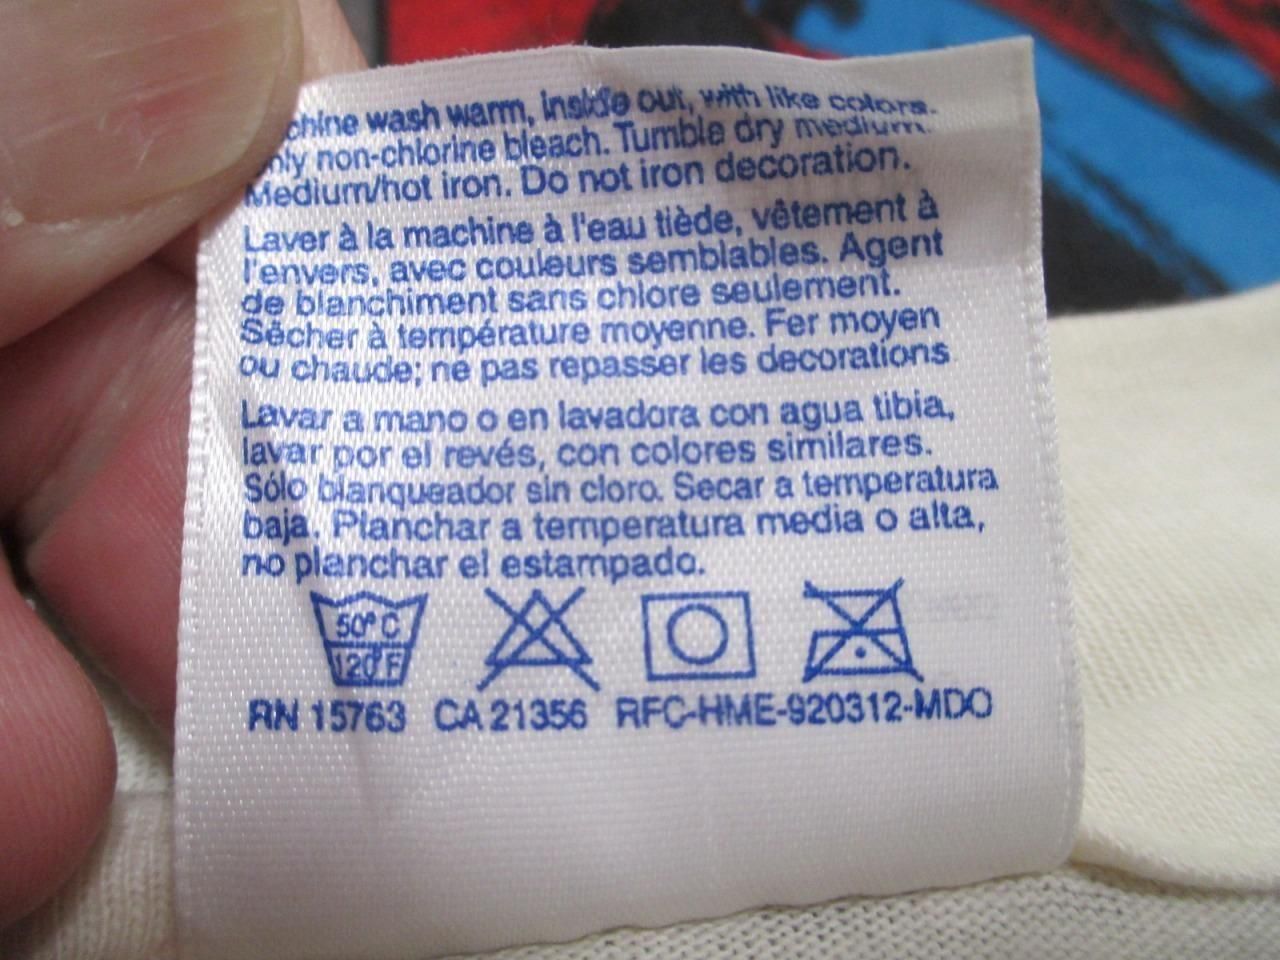 chine wash warm, inside out, with like colors.
nly non-chlorine bleach. Tumble dry medium.
Medium/hot iron. Do not iron decoration.
Laver à la machine à l'eau tiède, vêtement à
l'envers, avec couleurs semblables. Agent
de blanchiment sans chlore seulement.
Sêcher à température moyenne. Fer moyen
ou chaude; ne pas repasser les decorations
Lavar a mano o en lavadora con agua tibia,
lavar por el revés, con colores similares.
Sólo blanqueador sin cloro. Secar a temperatura
baja. Planchar a temperatura media o alta,
no planchar el estampado.
50° C
120°F
RN 15763 CA 21356 RFC-HME-920312-MDO